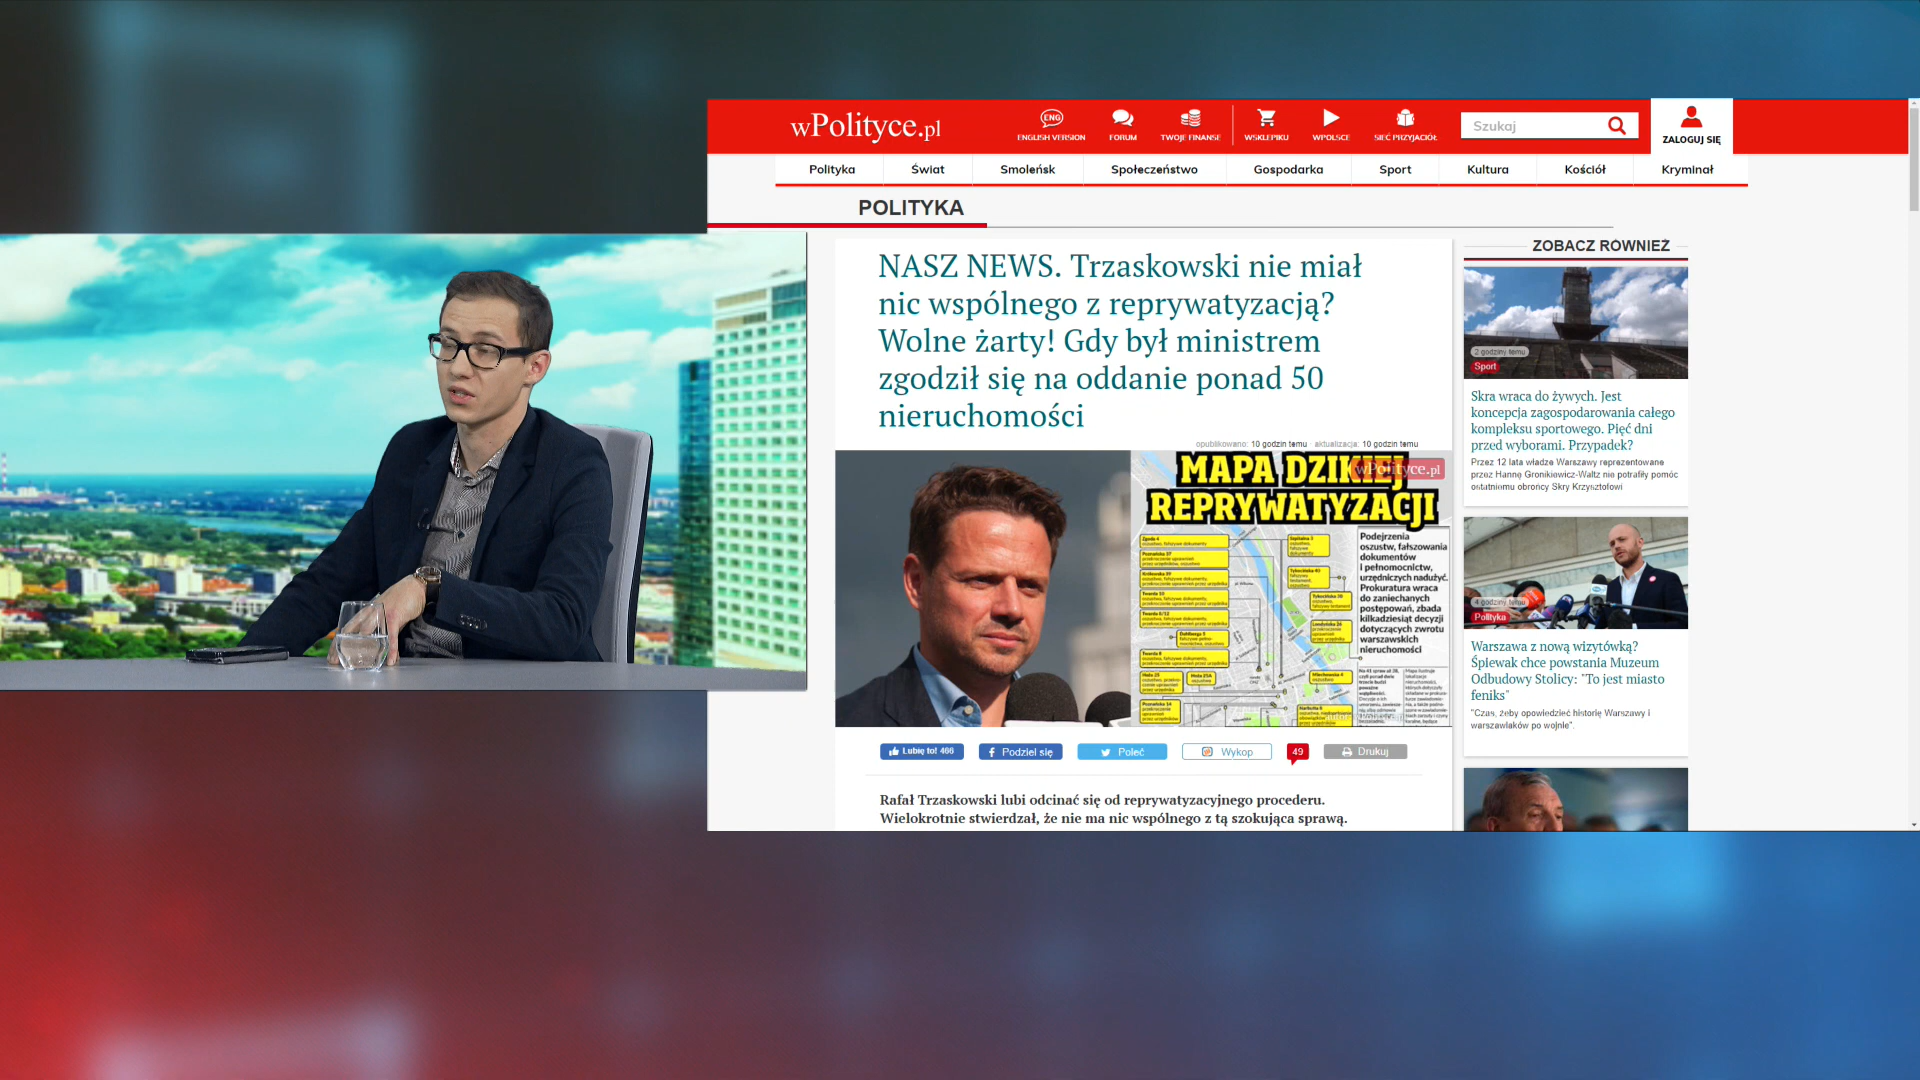 wPolityce.pl
ENG
ENGLISH VERSION
FORUM
TWOJE FINANSE
WSKLEPIKU
WPOLSCE
SIEĆ PRZYJACIÓŁ
Szukaj
ZALOGUJ SIĘ
Polityka
Świat
Smoleńsk
Społeczeństwo
Gospodarka
Sport
Kultura
Kościół
Kryminał
POLITYKA
NASZ NEWS. Trzaskowski nie miał
nic wspólnego z reprywatyzacją?
Wolne żarty! Gdy był ministrem
zgodził się na oddanie ponad 50
nieruchomości
opublikowano: 10 godzin temu · aktualizacja: 10 godzin temu
MAPA DZIKIEJ
REPRYWATYZACJI
wPolityce.pl
Podejrzenia
oszustw, fałszowania
dokumentów
i pełnomocnictw,
urzędniczych nadużyć.
Prokuratura wraca
do zaniechanych
postępowań, zbada
kilkadziesiąt decyzji
dotyczących zwrotu
warszawskich
nieruchomości
Lubię to! 466
Podziel się
Poleć
Wykop
49
Drukuj
Rafał Trzaskowski lubi odcinać się od reprywatyzacyjnego procederu.
Wielokrotnie stwierdzał, że nie ma nic wspólnego z tą szokująca sprawą.
ZOBACZ RÓWNIEŻ
2 godziny temu
Sport
Skra wraca do żywych. Jest
koncepcja zagospodarowania całego
kompleksu sportowego. Pięć dni
przed wyborami. Przypadek?
Przez 12 lata władze Warszawy reprezentowane
przez Hannę Gronikiewicz-Waltz nie potrafiły pomóc
ostatniemu obrońcy Skry Krzysztofowi
4 godziny temu
Polityka
Warszawa z nową wizytówką?
Śpiewak chce powstania Muzeum
Odbudowy Stolicy: "To jest miasto
feniks"
"Czas, żeby opowiedzieć historię Warszawy i
warszawiaków po wojnie".